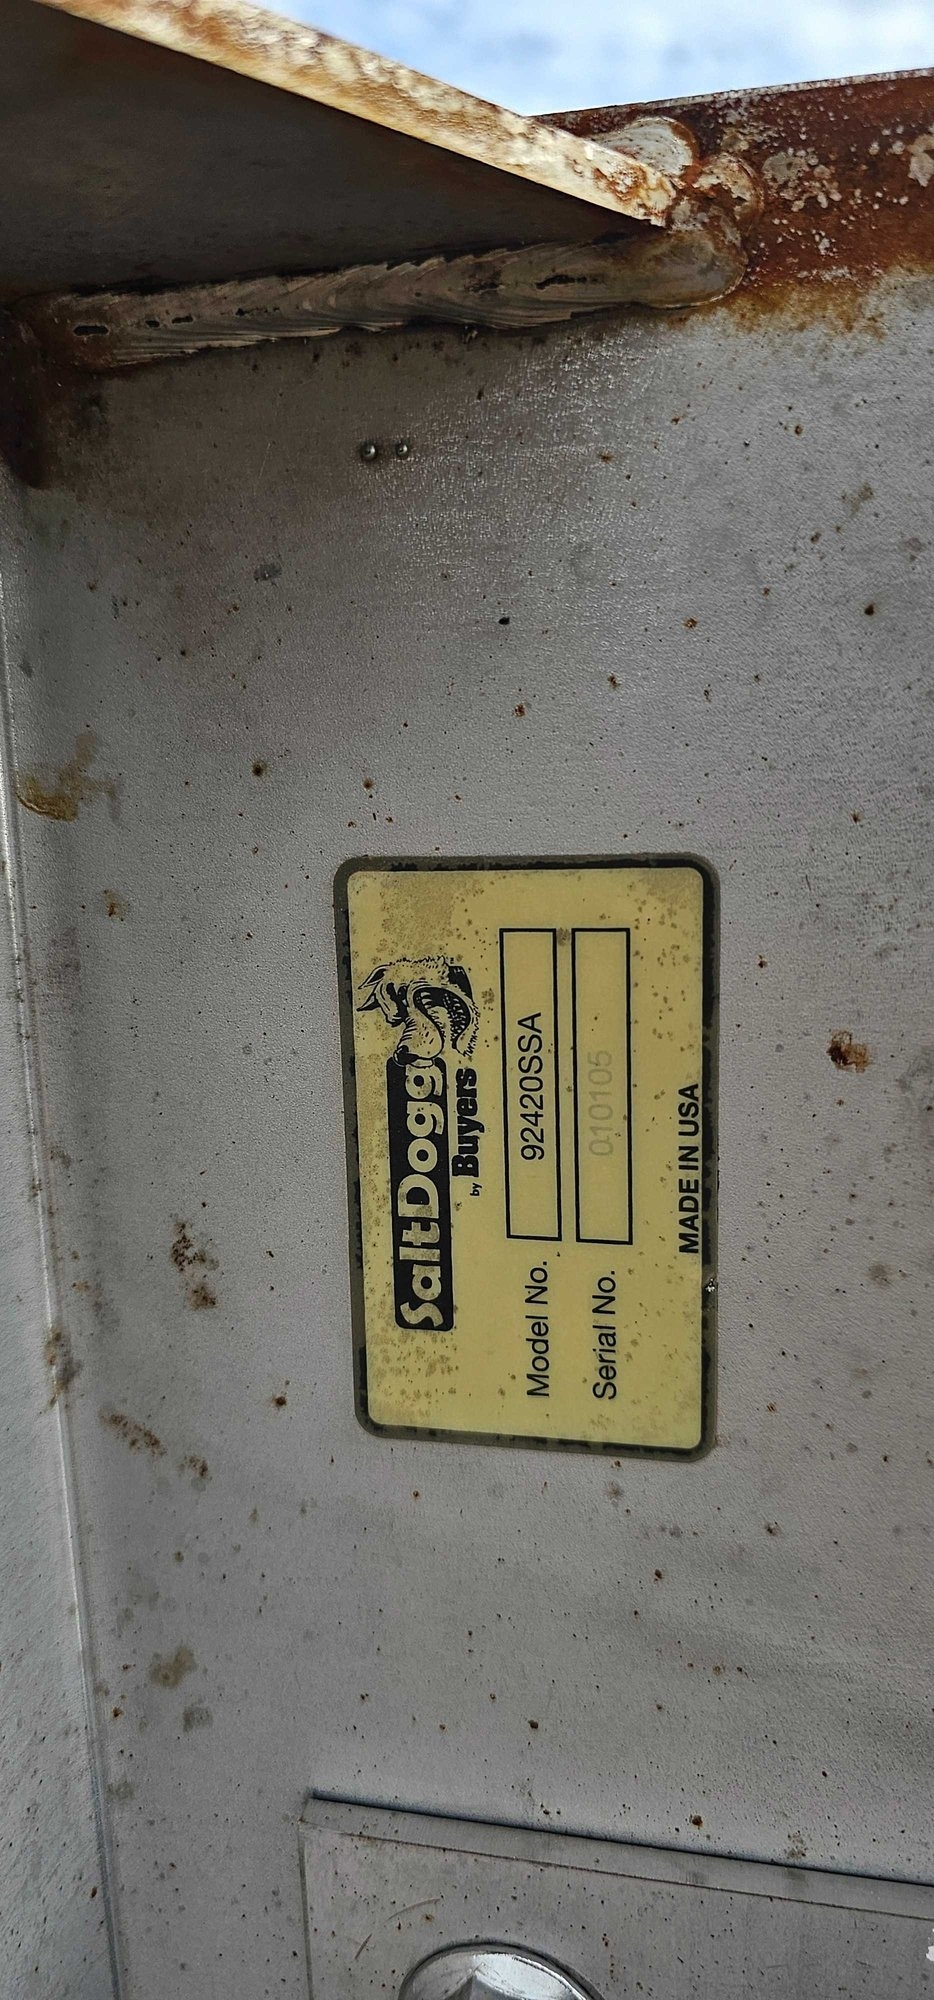 SaltDogg
by Buyers
Model No. 92420SSA
Serial No. 010105
MADE IN USA